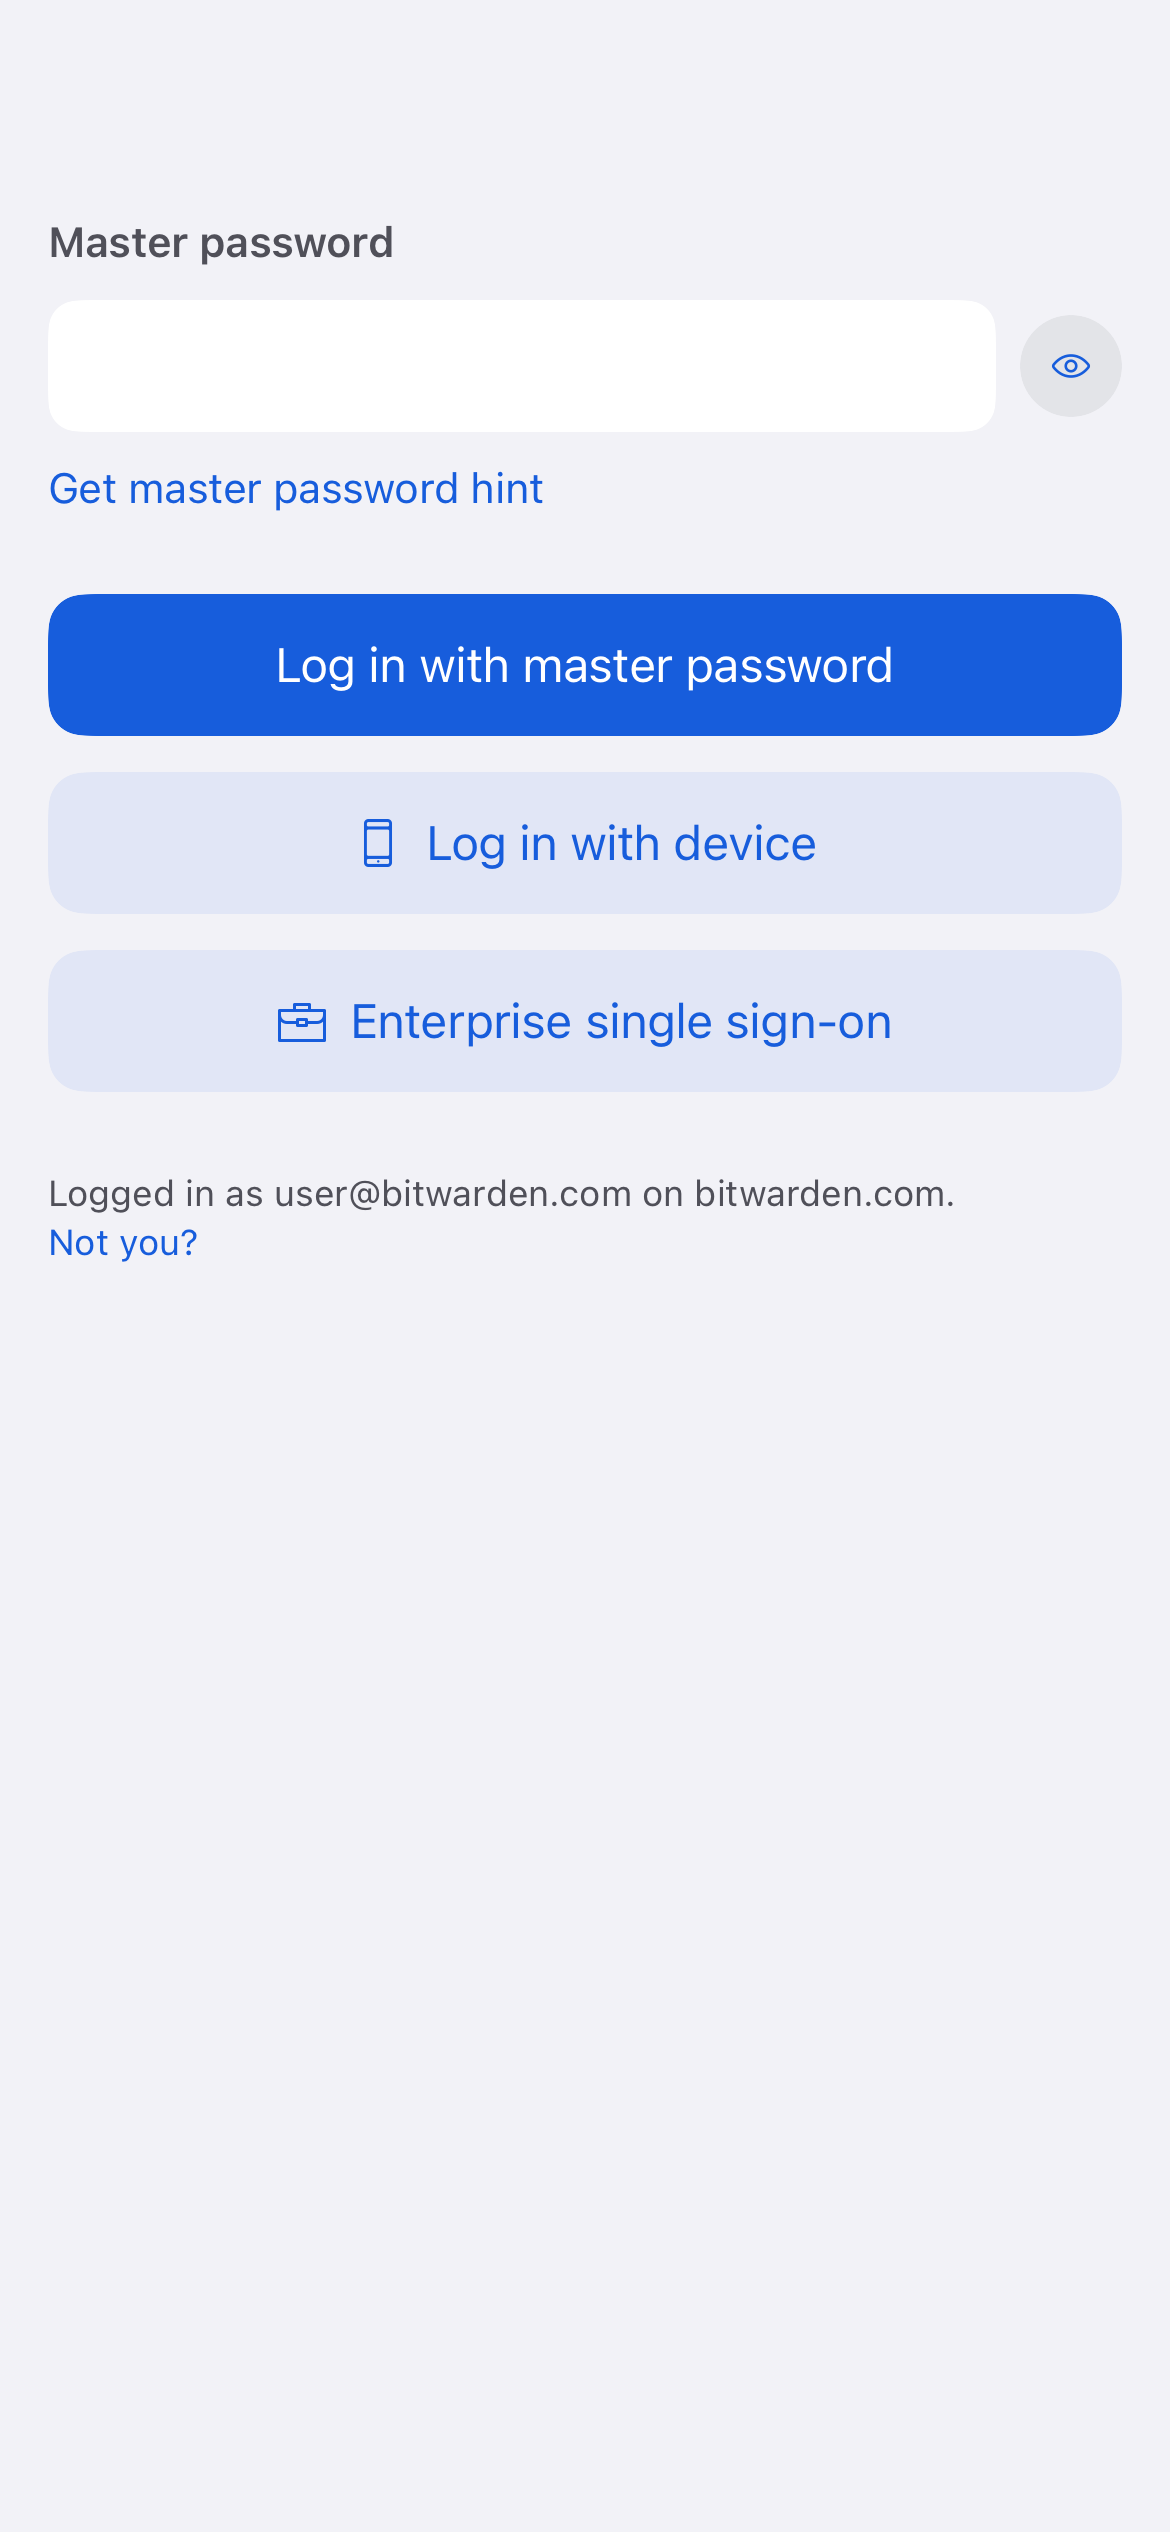 Master password
Get master password hint
Log in with master password
Log in with device
Enterprise single sign-on
Logged in as user@bitwarden.com on bitwarden.com.
Not you?